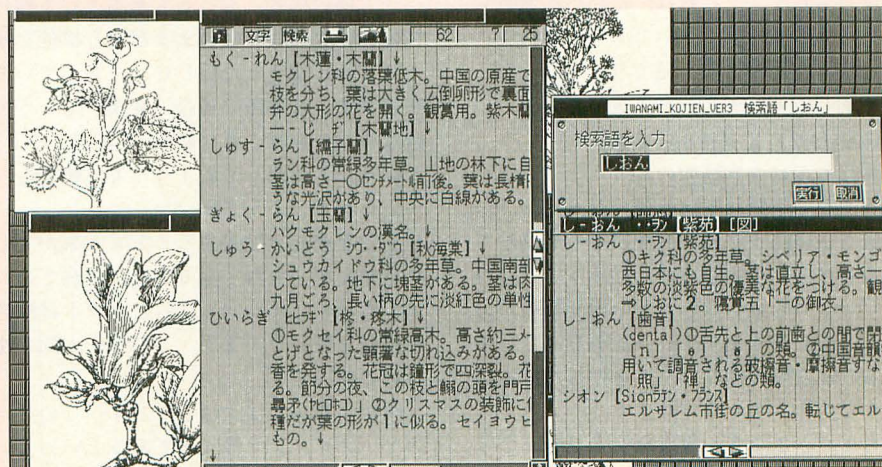 文字 検索 62 ? 25
もく‐れん【木蓮・木蘭】↓
モクレン科の落葉低木。中国の原産で
枝を分ち、葉は大きく広倒卵形で裏面
弁の大形の花を開く。観賞用。紫木蘭
――じ ‥ヂ【木蘭地】↓
しゅす‐らん【繻子蘭】↓
ラン科の常緑多年草。山地の林下に自
茎は高さ一〇センチメートル前後。葉は長楕円
うな光沢があり、中央に白線がある。
ぎょく‐らん【玉蘭】↓
ハクモクレンの漢名。↓
しゅう‐かいどう シウ‥ダウ【秋海棠】↓
シュウカイドウ科の多年草。中国南部
している。地下に塊茎がある。茎は肉
九月ごろ、長い柄の先に淡紅色の単性
ひいらぎ ヒヒラギ【柊・疼木】↓
①モクセイ科の常緑高木。高さ約三メー
とげとなった顕著な切れ込みがある。
香を発する。花冠は鐘形で四深裂。花
る。節分の夜、この枝と鰯の頭を門戸
尋矛(ヤヒロホコ)」②クリスマスの装飾に
種だが葉の形が1に似る。セイヨウヒ
もの。↓
↓
IWANAMI_KOJIEN_VER3 検索語「しおん」
検索語を入力
しおん
実行 取消
し‐おん ‥ヲン【紫苑】[図]
し‐おん ‥ヲン【紫苑】
①キク科の多年草。シベリア・モンゴ
西日本にも自生。茎は直立し、高さ一
多数の淡紫色の優美な花をつける。観
⇒しおに2。寝覚五「―の御衣」
し‐おん【歯音】
(dental)①舌先と上の前歯との間で閉
[n] [θ] [ð] の類。②中国音韻
用いて調音される破擦音・摩擦音すな
「照」「禅」などの類。
シオン【Sionラテン・フランス】
エルサレム市街の丘の名。転じてエル